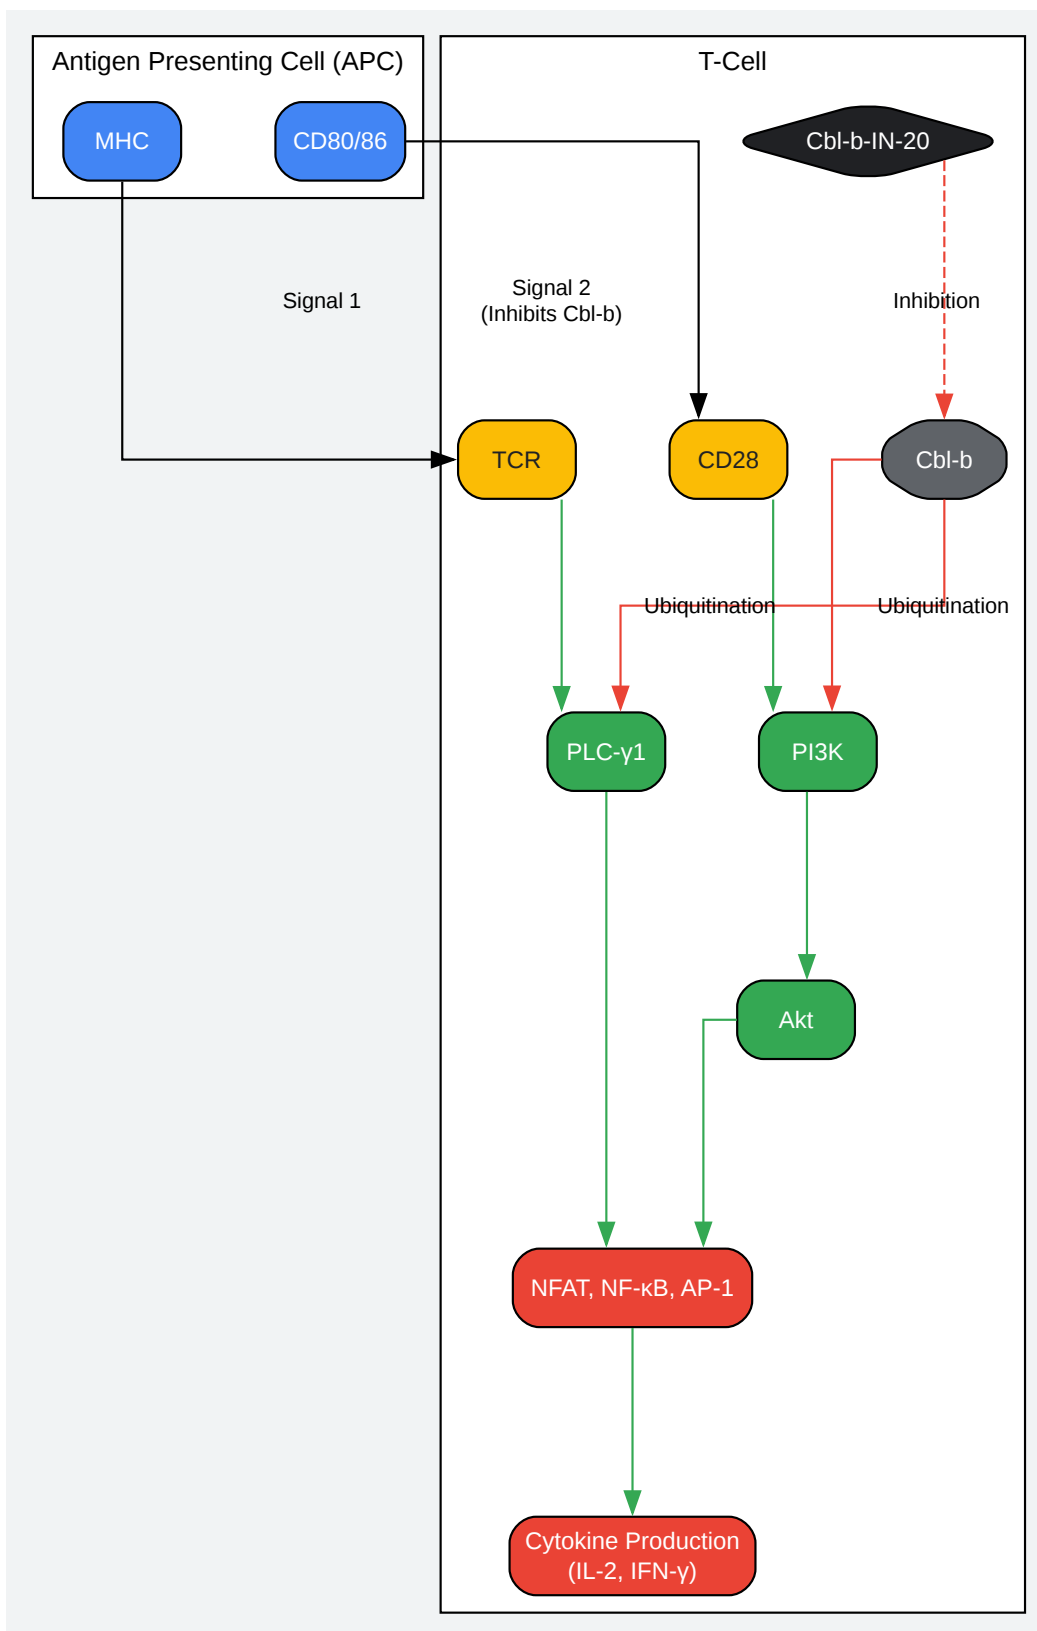 Antigen Presenting Cell (APC)
T-Cell
MHC
CD80/86
Cbl-b-IN-20
Signal 1
Signal 2
(Inhibits Cbl-b)
Inhibition
TCR
CD28
Cbl-b
Ubiquitination
Ubiquitination
PLC-γ1
PI3K
Akt
NFAT, NF-κB, AP-1
Cytokine Production
(IL-2, IFN-γ)